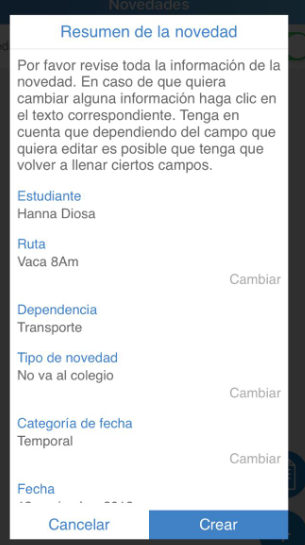 Novedades
Resumen de la novedad
Por favor revise toda la información de la
novedad. En caso de que quiera
cambiar alguna información haga clic en
el texto correspondiente. Tenga en
cuenta que dependiendo del campo que
quiera editar es posible que tenga que
volver a llenar ciertos campos.
Estudiante
Hanna Diosa
Ruta
Vaca 8Am
Cambiar
Dependencia
Transporte
Tipo de novedad
No va al colegio
Cambiar
Categoría de fecha
Temporal
Cambiar
Fecha
Cancelar
Crear